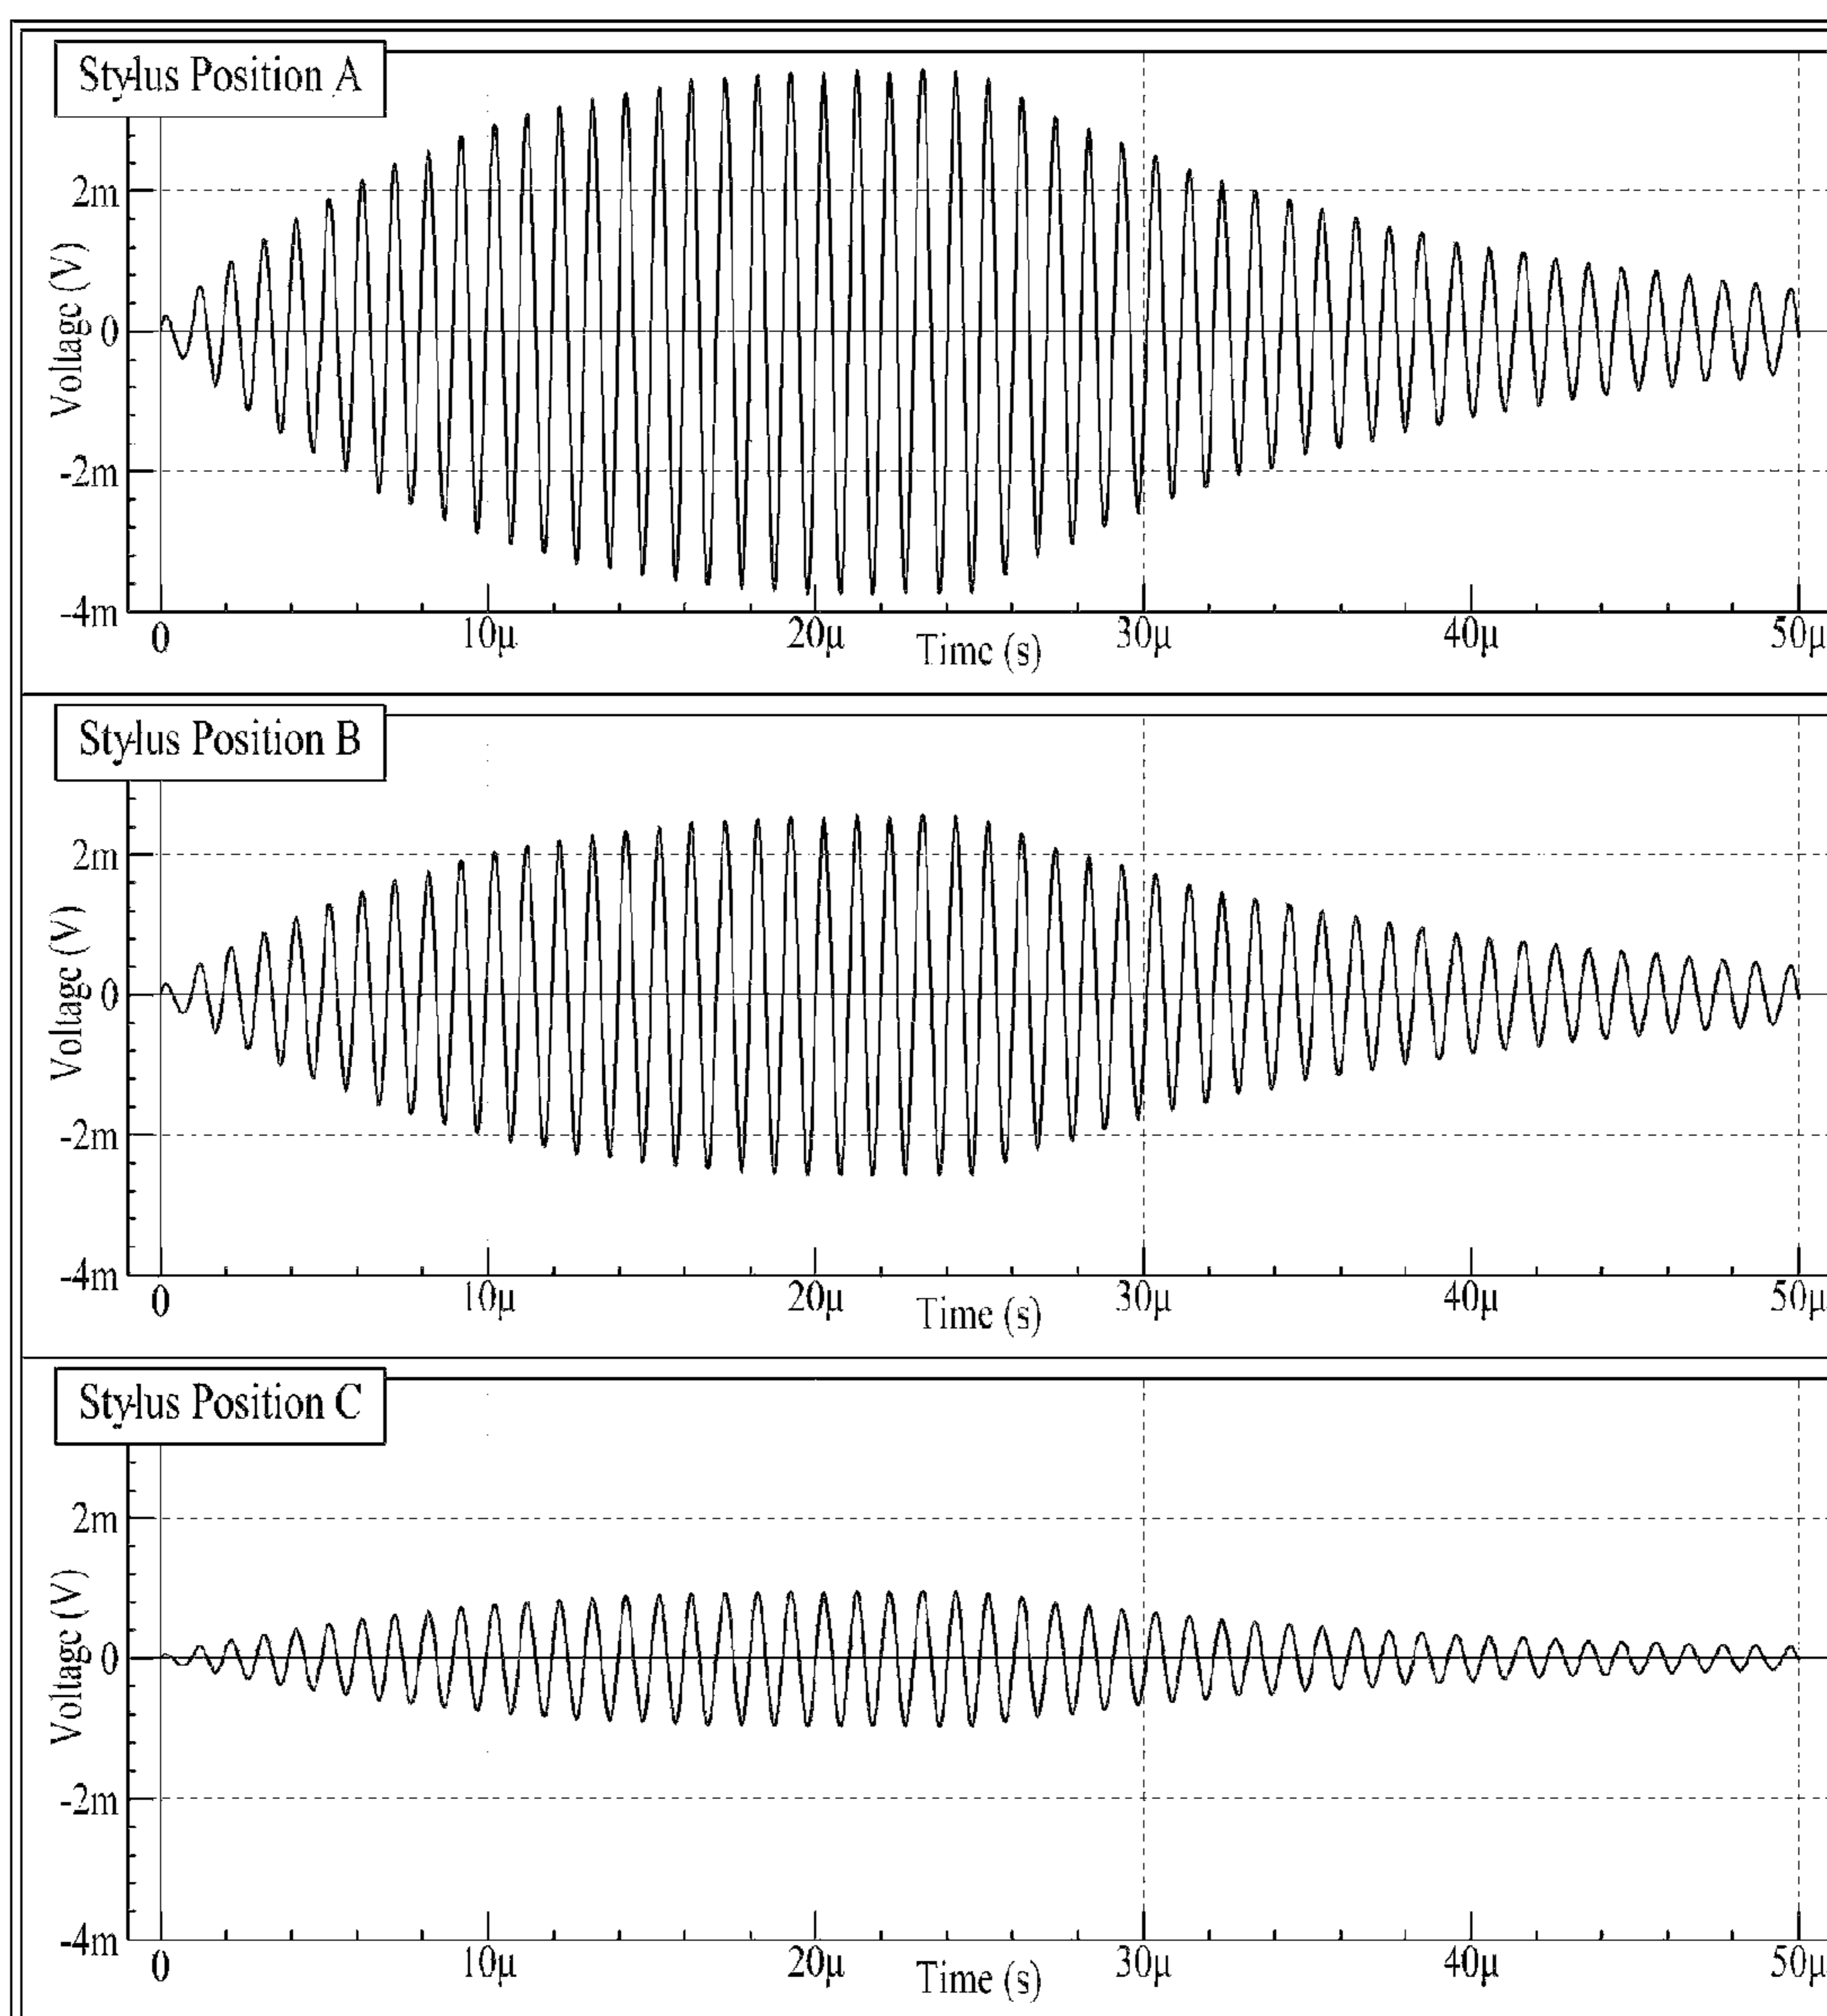 Stylus Position A
2m
0
-2m
-4m
Voltage (V)
0 10µ 20µ 30µ 40µ 50µ
Time (s)
Stylus Position B
2m
0
-2m
-4m
Voltage (V)
0 10µ 20µ 30µ 40µ 50µ
Time (s)
Stylus Position C
2m
0
-2m
-4m
Voltage (V)
0 10µ 20µ 30µ 40µ 50µ
Time (s)